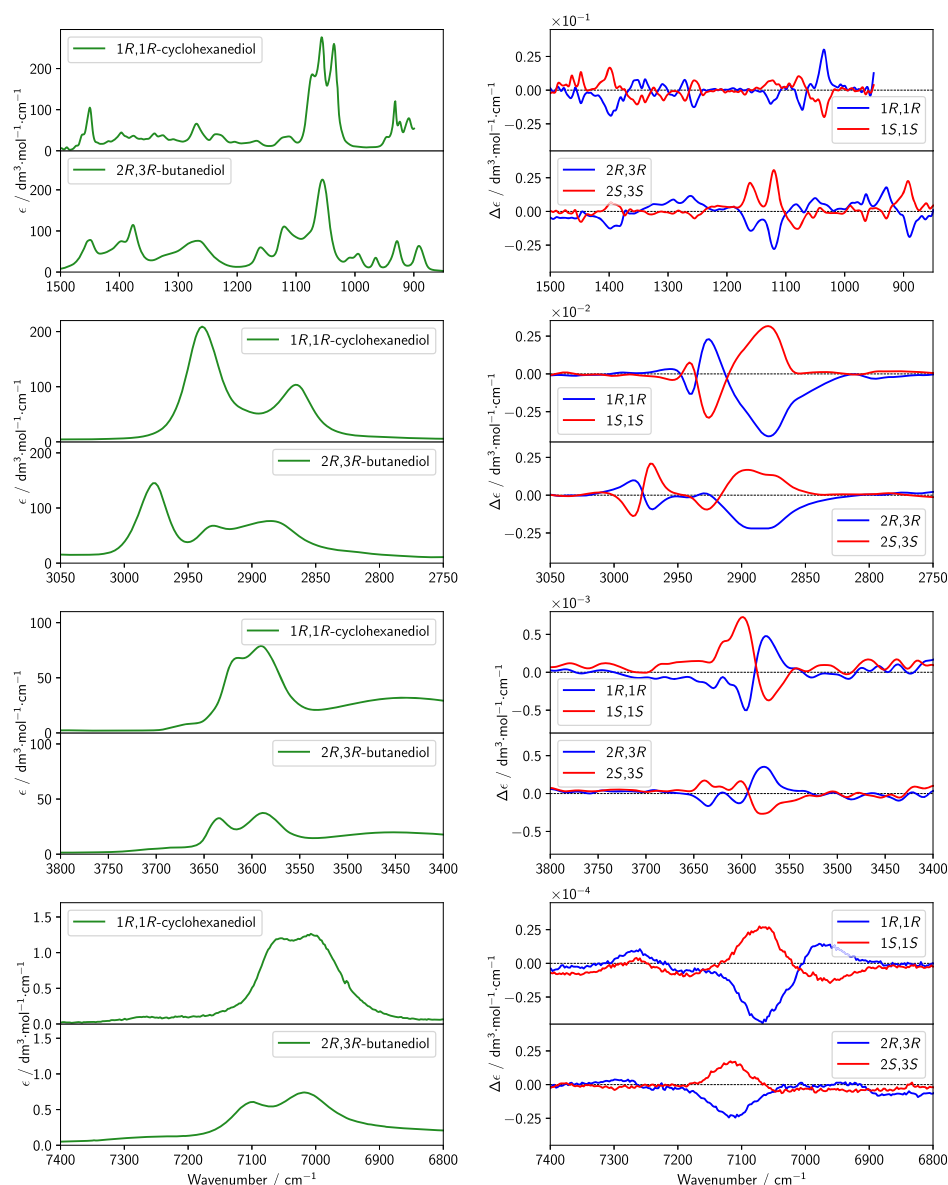 1R,1R-cyclohexanediol
ϵ / dm³·mol⁻¹·cm⁻¹
200
100
0
2R,3R-butanediol
200
100
0
1500 1400 1300 1200 1100 1000 900
×10⁻¹
Δϵ / dm³·mol⁻¹·cm⁻¹
0.25
0.00
−0.25
1R,1R
1S,1S
2R,3R
2S,3S
0.25
0.00
−0.25
1500 1400 1300 1200 1100 1000 900
1R,1R-cyclohexanediol
ϵ / dm³·mol⁻¹·cm⁻¹
200
100
0
2R,3R-butanediol
200
100
0
3050 3000 2950 2900 2850 2800 2750
×10⁻²
Δϵ / dm³·mol⁻¹·cm⁻¹
0.25
0.00
−0.25
1R,1R
1S,1S
0.25
0.00
−0.25
2R,3R
2S,3S
3050 3000 2950 2900 2850 2800 2750
1R,1R-cyclohexanediol
ϵ / dm³·mol⁻¹·cm⁻¹
100
50
0
2R,3R-butanediol
100
50
0
3800 3750 3700 3650 3600 3550 3500 3450 3400
×10⁻³
Δϵ / dm³·mol⁻¹·cm⁻¹
0.5
0.0
−0.5
1R,1R
1S,1S
2R,3R
2S,3S
0.5
0.0
−0.5
3800 3750 3700 3650 3600 3550 3500 3450 3400
1R,1R-cyclohexanediol
ϵ / dm³·mol⁻¹·cm⁻¹
1.5
1.0
0.5
0.0
2R,3R-butanediol
1.5
1.0
0.5
0.0
7400 7300 7200 7100 7000 6900 6800
Wavenumber / cm⁻¹
×10⁻⁴
Δϵ / dm³·mol⁻¹·cm⁻¹
0.25
0.00
−0.25
1R,1R
1S,1S
2R,3R
2S,3S
0.25
0.00
−0.25
7400 7300 7200 7100 7000 6900 6800
Wavenumber / cm⁻¹